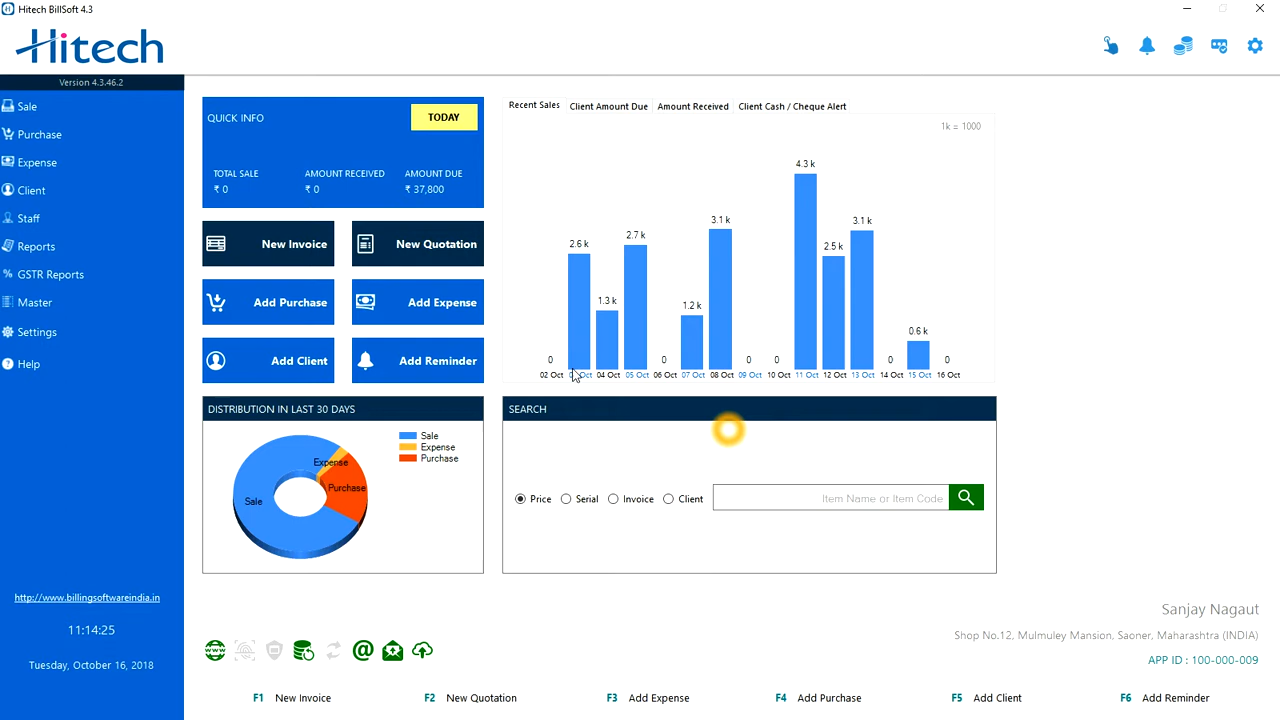 Hitech BillSoft 4.3
Hitech
Version 4.3.46.2
Sale
Purchase
Expense
Client
Staff
Reports
GSTR Reports
Master
Settings
Help
http://www.billingsoftwareindia.in
11:14:25
Tuesday, October 16, 2018
QUICK INFO
TODAY
TOTAL SALE AMOUNT RECEIVED AMOUNT DUE
₹ 0 ₹ 0 ₹ 37,800
New Invoice New Quotation
Add Purchase Add Expense
Add Client Add Reminder
Recent Sales Client Amount Due Amount Received Client Cash / Cheque Alert
1k = 1000
0 2.6 k 1.3 k 2.7 k 0 1.2 k 3.1 k 0 0 4.3 k 2.5 k 3.1 k 0 0.6 k 0
02 Oct Oct 04 Oct 05 Oct 06 Oct 07 Oct 08 Oct 09 Oct 10 Oct 11 Oct 12 Oct 13 Oct 14 Oct 15 Oct 16 Oct
DISTRIBUTION IN LAST 30 DAYS
Sale
Expense
Purchase
Expense
Purchase
Sale
SEARCH
Price Serial Invoice Client Item Name or Item Code
Sanjay Nagaut
Shop No.12, Mulmuley Mansion, Saoner, Maharashtra (INDIA)
APP ID : 100-000-009
F1 New Invoice F2 New Quotation F3 Add Expense F4 Add Purchase F5 Add Client F6 Add Reminder